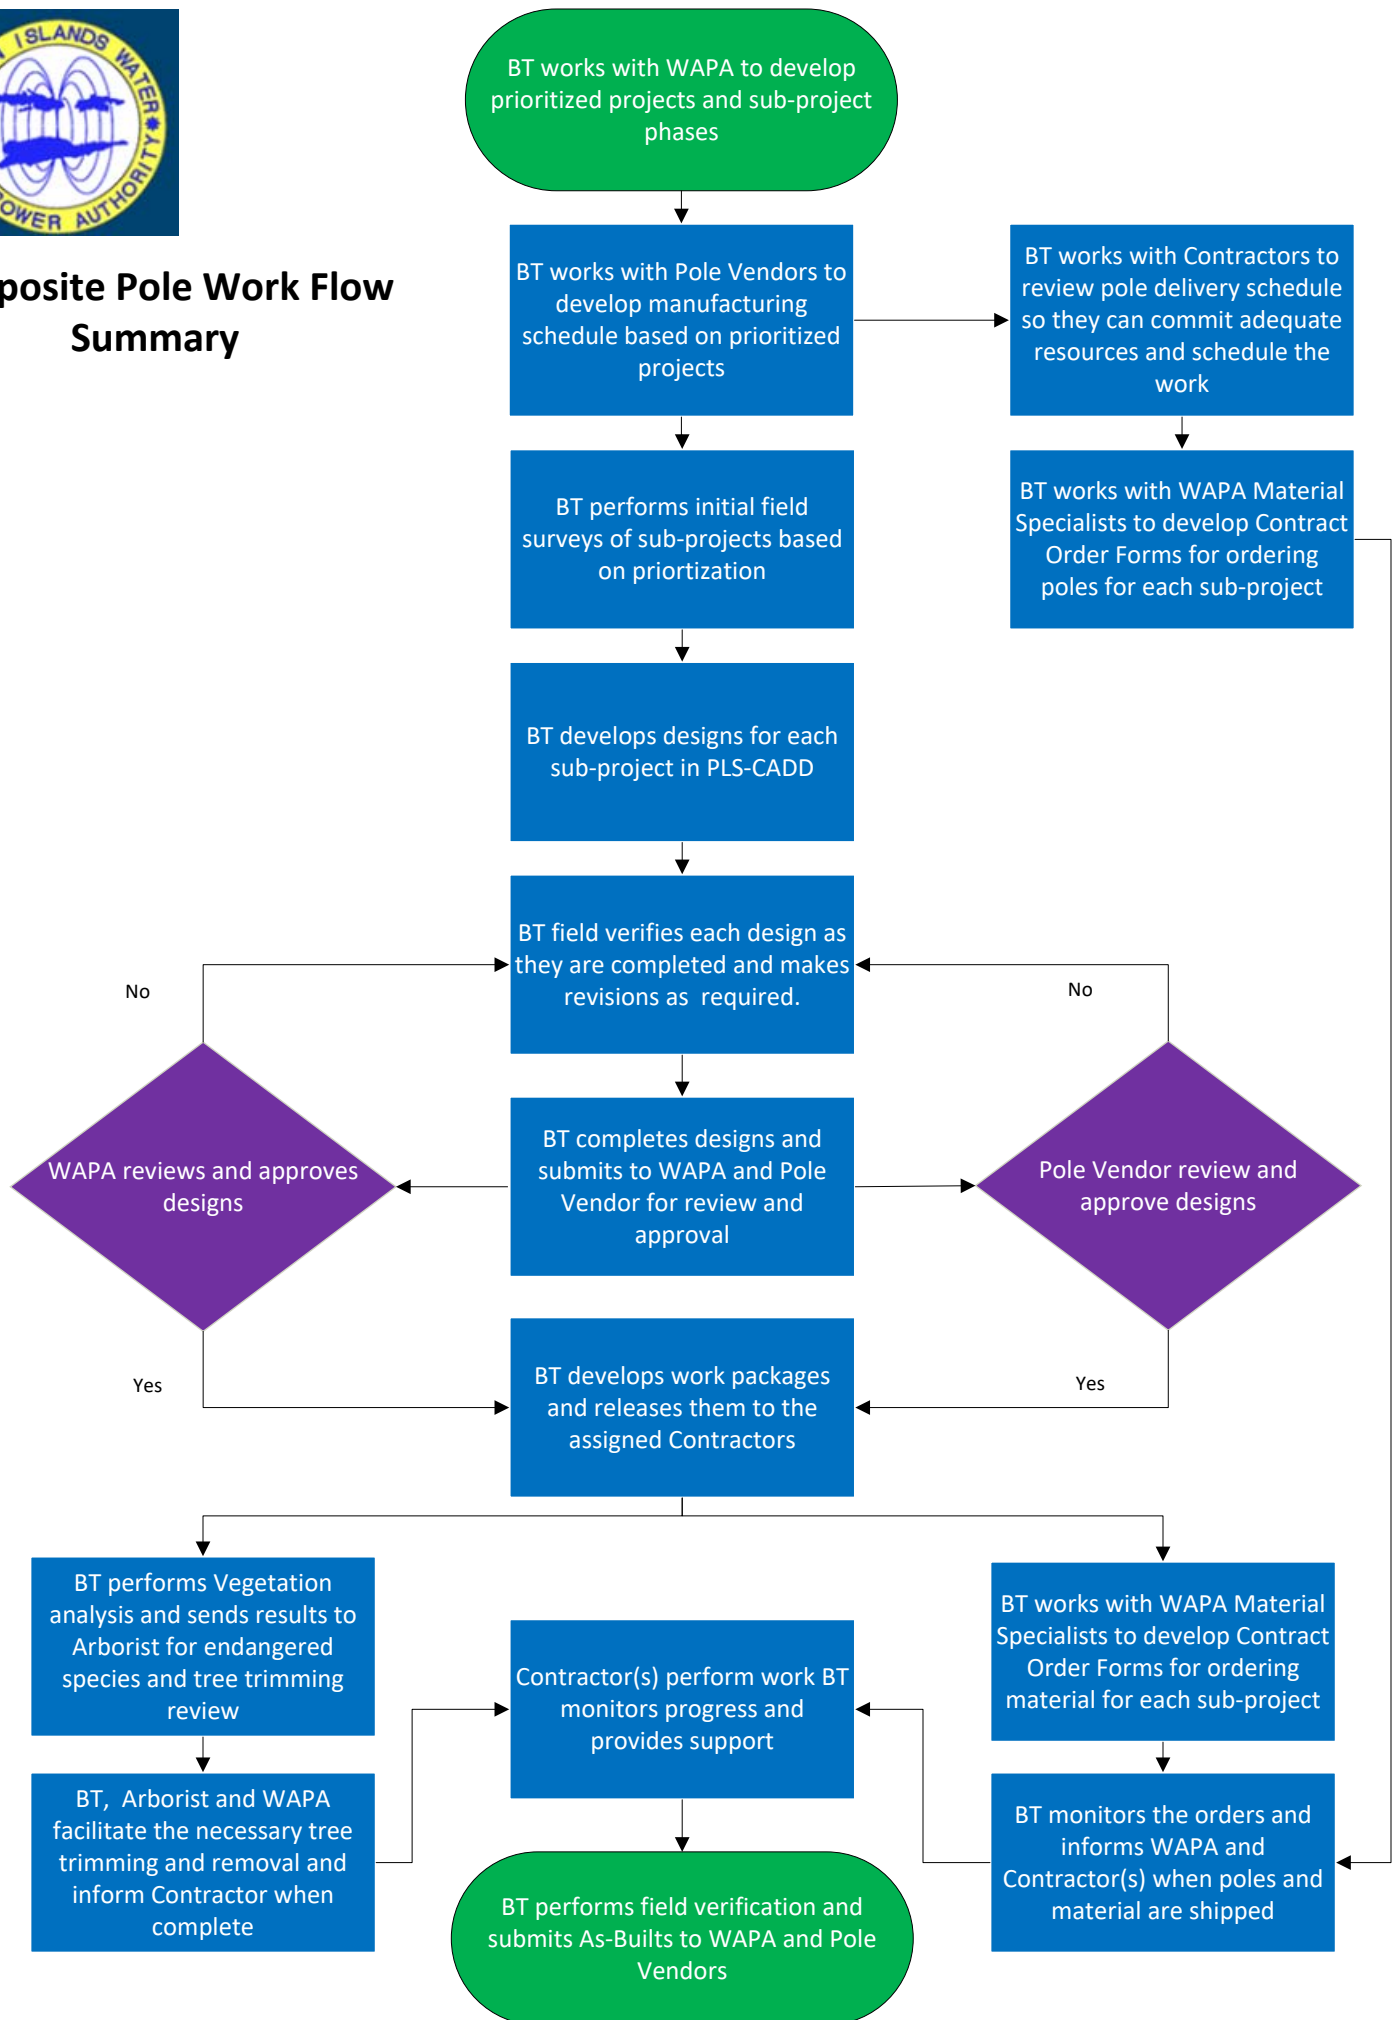 ISLANDS WATER
POWER AUTHORITY
posite Pole Work Flow
Summary
BT works with WAPA to develop
prioritized projects and sub-project
phases
BT works with Pole Vendors to
develop manufacturing
schedule based on prioritized
projects
BT works with Contractors to
review pole delivery schedule
so they can commit adequate
resources and schedule the
work
BT performs initial field
surveys of sub-projects based
on priortization
BT works with WAPA Material
Specialists to develop Contract
Order Forms for ordering
poles for each sub-project
BT develops designs for each
sub-project in PLS-CADD
BT field verifies each design as
they are completed and makes
revisions as required.
No
No
WAPA reviews and approves
designs
BT completes designs and
submits to WAPA and Pole
Vendor for review and
approval
Pole Vendor review and
approve designs
Yes
Yes
BT develops work packages
and releases them to the
assigned Contractors
BT performs Vegetation
analysis and sends results to
Arborist for endangered
species and tree trimming
review
Contractor(s) perform work BT
monitors progress and
provides support
BT works with WAPA Material
Specialists to develop Contract
Order Forms for ordering
material for each sub-project
BT, Arborist and WAPA
facilitate the necessary tree
trimming and removal and
inform Contractor when
complete
BT monitors the orders and
informs WAPA and
Contractor(s) when poles and
material are shipped
BT performs field verification and
submits As-Builts to WAPA and Pole
Vendors